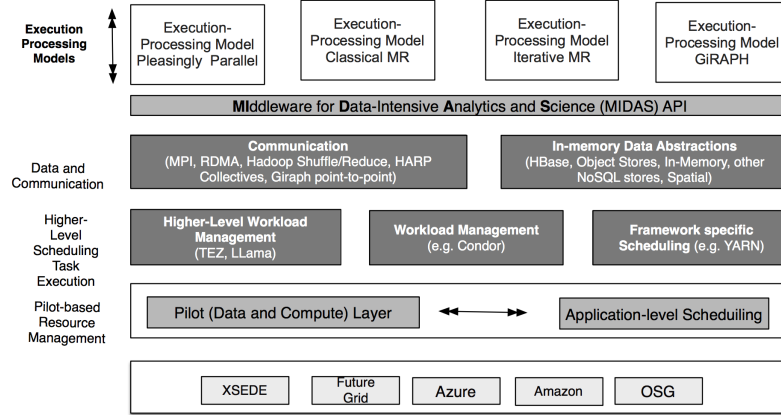 Execution
Processing
Models
Execution-
Processing Model
Pleasingly Parallel
Execution-
Processing Model
Classical MR
Execution-
Processing Model
Iterative MR
Execution-
Processing Model
GiRAPH
MIddleware for Data-Intensive Analytics and Science (MIDAS) API
Data and
Communication
Communication
(MPI, RDMA, Hadoop Shuffle/Reduce, HARP
Collectives, Giraph point-to-point)
In-memory Data Abstractions
(HBase, Object Stores, In-Memory, other
NoSQL stores, Spatial)
Higher-
Level
Scheduling
Task
Execution
Higher-Level Workload
Management
(TEZ, LLama)
Workload Management
(e.g. Condor)
Framework specific
Scheduling (e.g. YARN)
Pilot-based
Resource
Management
Pilot (Data and Compute) Layer
Application-level Scheduiling
XSEDE
Future
Grid
Azure
Amazon
OSG